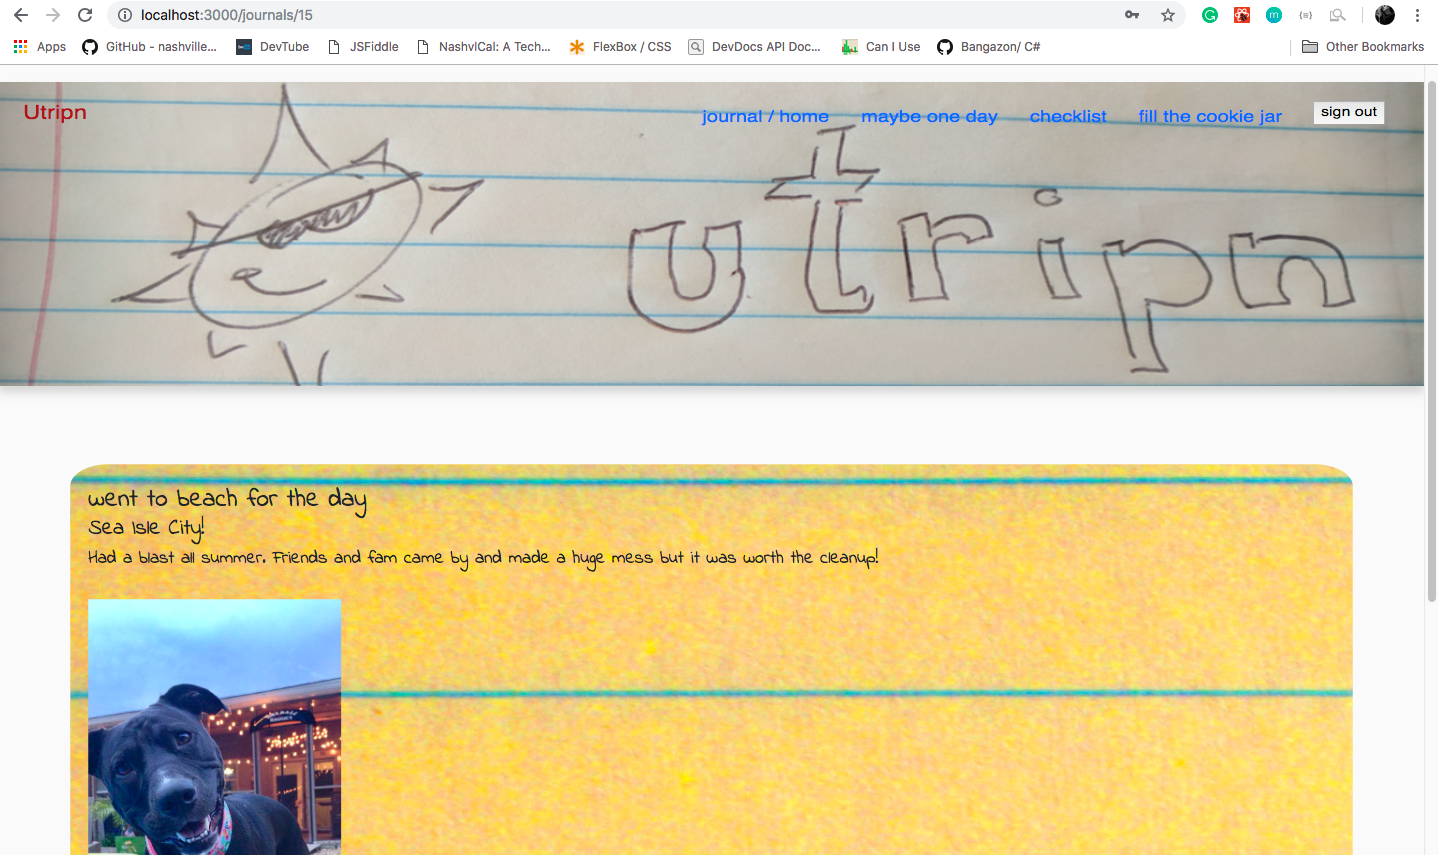 localhost:3000/journals/15
Apps GitHub - nashville... DevTube JSFiddle NashvlCal: A Tech... FlexBox / CSS DevDocs API Doc... Can I Use Bangazon/ C# Other Bookmarks
Utripn journal / home maybe one day checklist fill the cookie jar sign out
utripn
went to beach for the day
Sea Isle City!
Had a blast all summer. Friends and fam came by and made a huge mess but it was worth the cleanup!